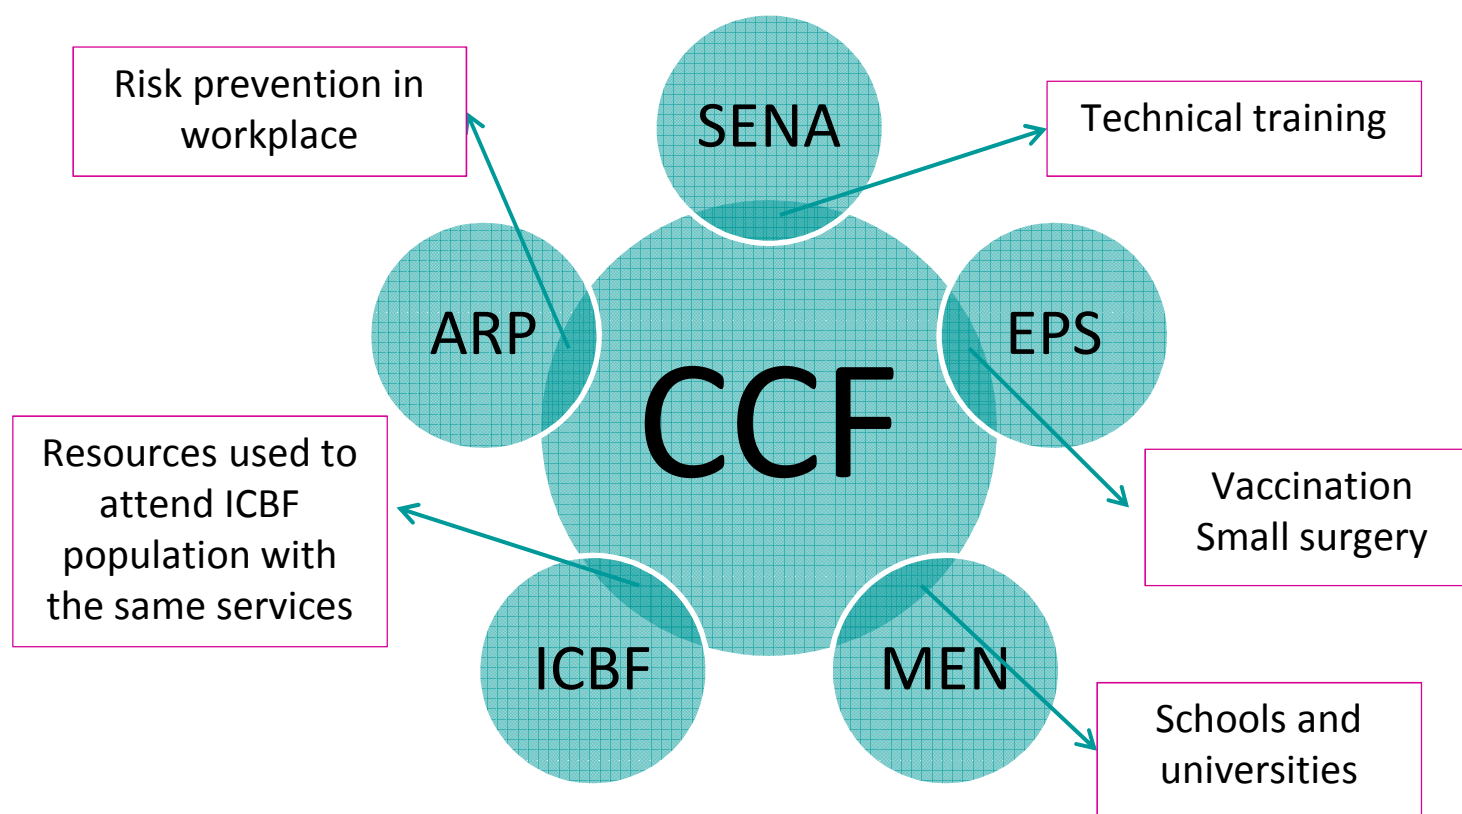 Risk prevention in
workplace
SENA
Technical training
ARP
EPS
CCF
Resources used to
attend ICBF
population with
the same services
Vaccination
Small surgery
ICBF
MEN
Schools and
universities